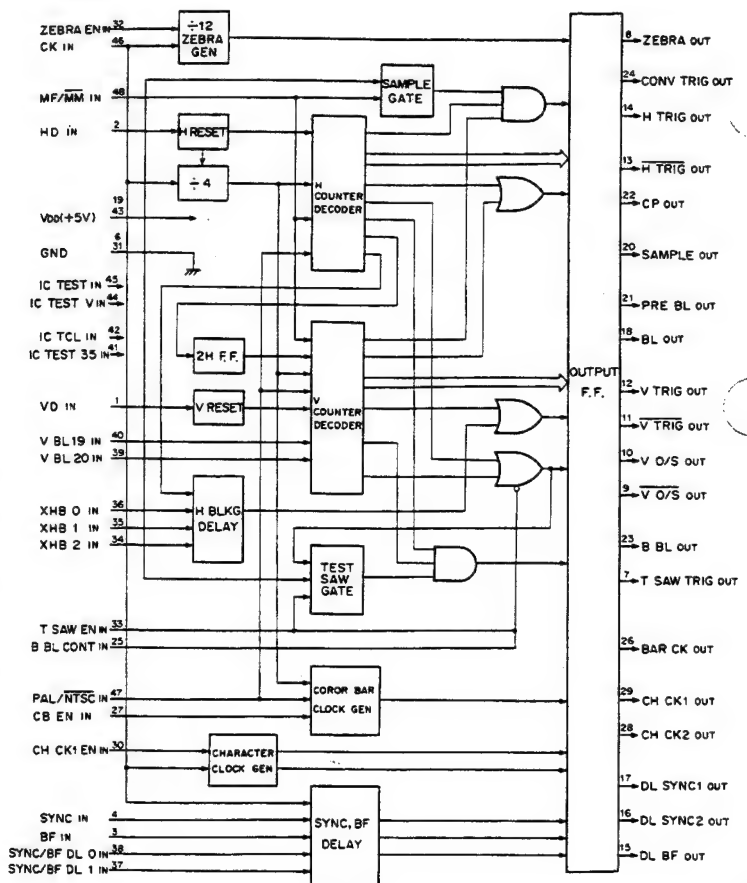 ZEBRA EN IN 32
CK IN 46
÷12
ZEBRA
GEN
MF/MM IN 48
HD IN 2
H RESET
÷4
SAMPLE
GATE
H
COUNTER
DECODER
19
VDD(+5V) 43
6
GND 31
IC TEST IN 45
IC TEST V IN 44
IC TCL IN 42
IC TEST 35 IN 41
2H F.F.
VD IN 1
V RESET
V
COUNTER
DECODER
V BL19 IN 40
V BL20 IN 39
XHB 0 IN 36
XHB 1 IN 35
XHB 2 IN 34
H BLKG
DELAY
TEST
SAW
GATE
T SAW EN IN 33
B BL CONT IN 25
PAL/NTSC IN 47
CB EN IN 27
COROR BAR
CLOCK GEN
CH CK1 EN IN 30
CHARACTER
CLOCK GEN
SYNC IN 4
BF IN 3
SYNC/BF DL 0 IN 38
SYNC/BF DL 1 IN 37
SYNC, BF
DELAY
OUTPUT
F.F.
8 ZEBRA OUT
24 CONV TRIG OUT
14 H TRIG OUT
13 H TRIG OUT
22 CP OUT
20 SAMPLE OUT
21 PRE BL OUT
18 BL OUT
12 V TRIG OUT
11 V TRIG OUT
10 V O/S OUT
9 V O/S OUT
23 B BL OUT
7 T SAW TRIG OUT
26 BAR CK OUT
29 CH CK1 OUT
28 CH CK2 OUT
17 DL SYNC1 OUT
16 DL SYNC2 OUT
15 DL BF OUT